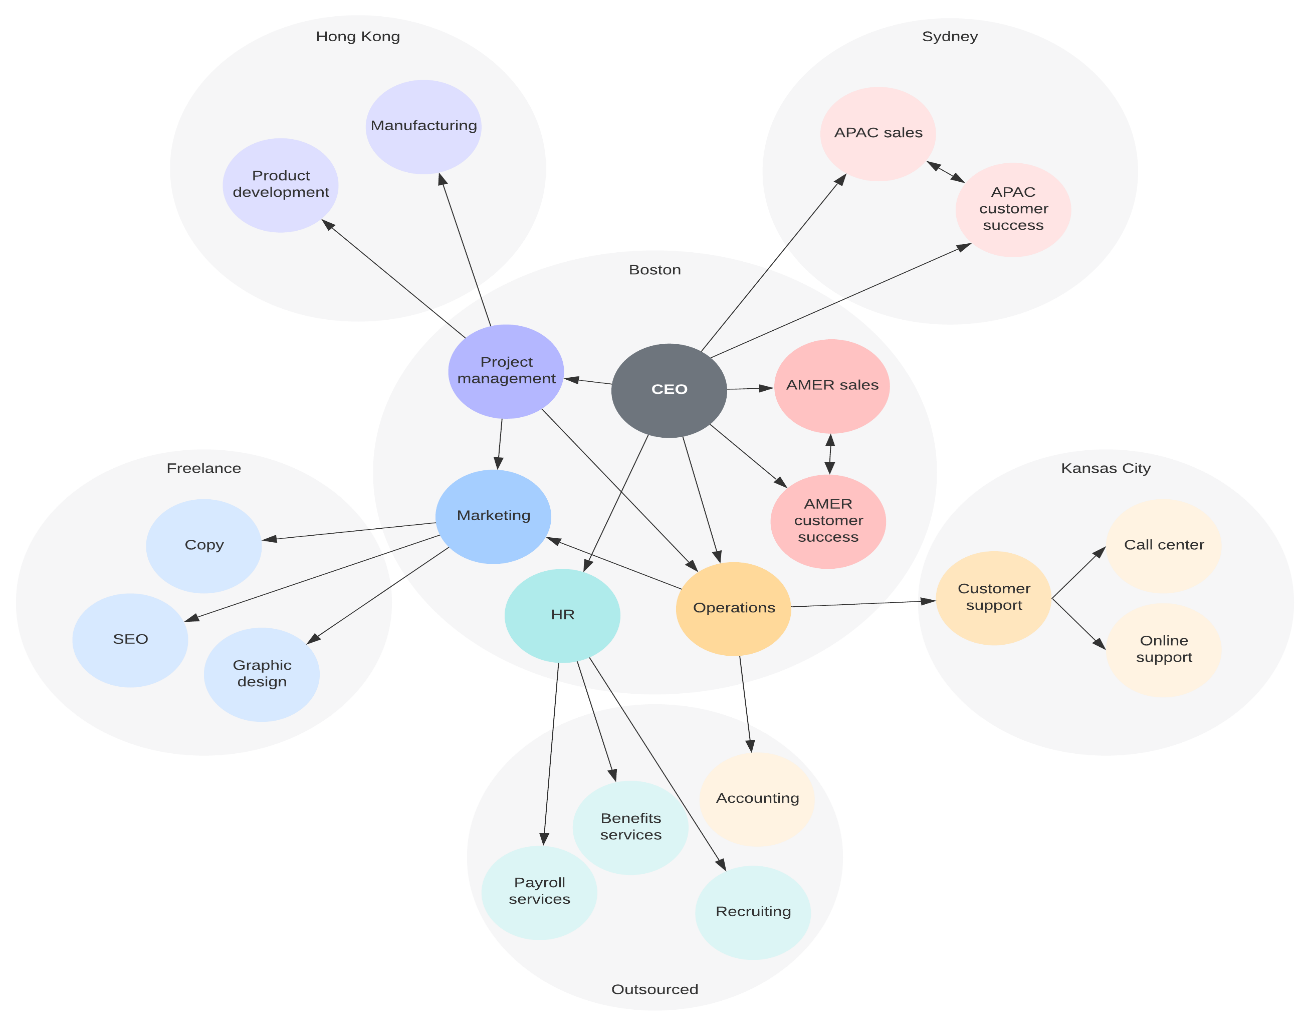 Hong Kong
Manufacturing
Product
development
Sydney
APAC sales
APAC
customer
success
Boston
Project
management
CEO
AMER sales
Marketing
AMER
customer
success
HR
Operations
Freelance
Copy
SEO
Graphic
design
Kansas City
Call center
Customer
support
Online
support
Accounting
Benefits
services
Payroll
services
Recruiting
Outsourced